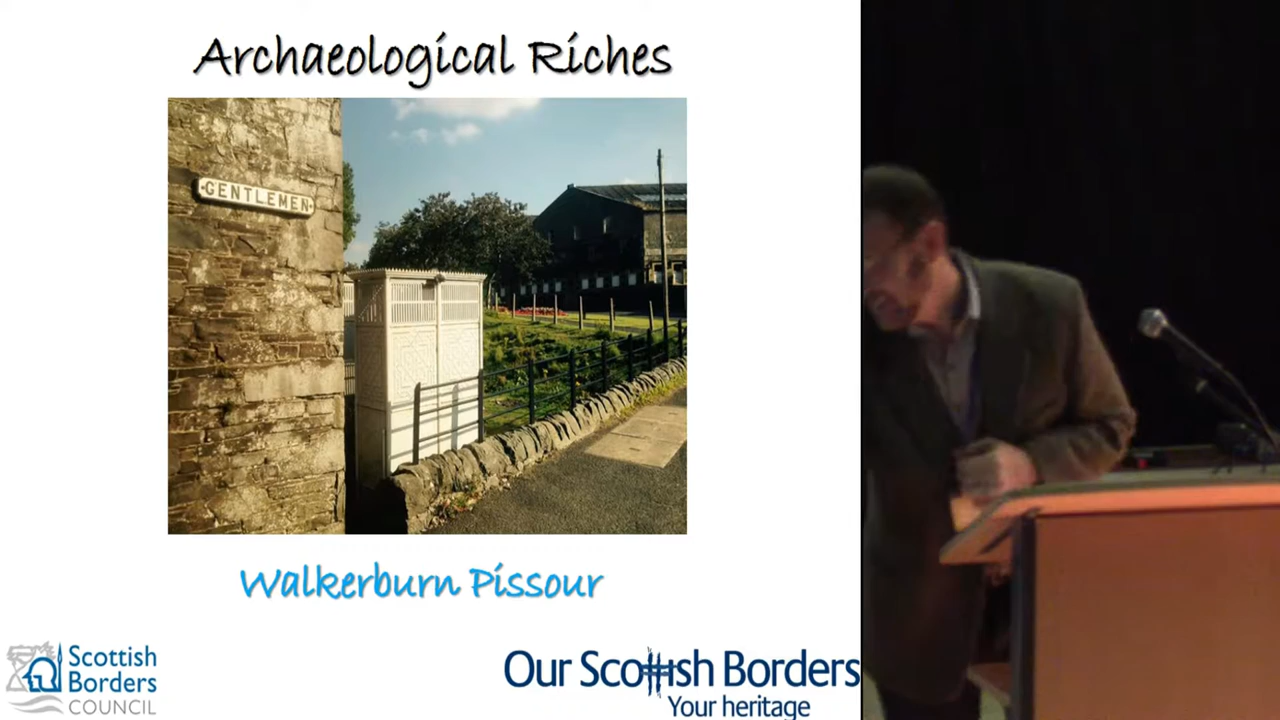 Archaeological Riches
·GENTLEMEN·
Walkerburn Pissour
Scottish
Borders
COUNCIL
Our Scottish Borders
Your heritage